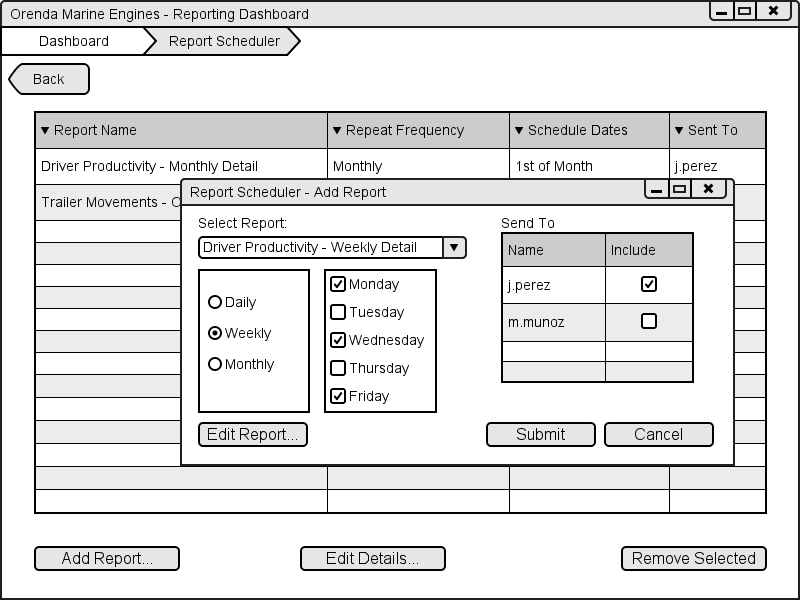 Orenda Marine Engines - Reporting Dashboard
Dashboard
Report Scheduler
Back
Report Name
Repeat Frequency
Schedule Dates
Sent To
Driver Productivity - Monthly Detail
Monthly
1st of Month
j.perez
Trailer Movements -
Report Scheduler - Add Report
Select Report:
Driver Productivity - Weekly Detail
Daily
Weekly
Monthly
Monday
Tuesday
Wednesday
Thursday
Friday
Send To
Name
Include
j.perez
m.munoz
Edit Report...
Submit
Cancel
Add Report...
Edit Details...
Remove Selected